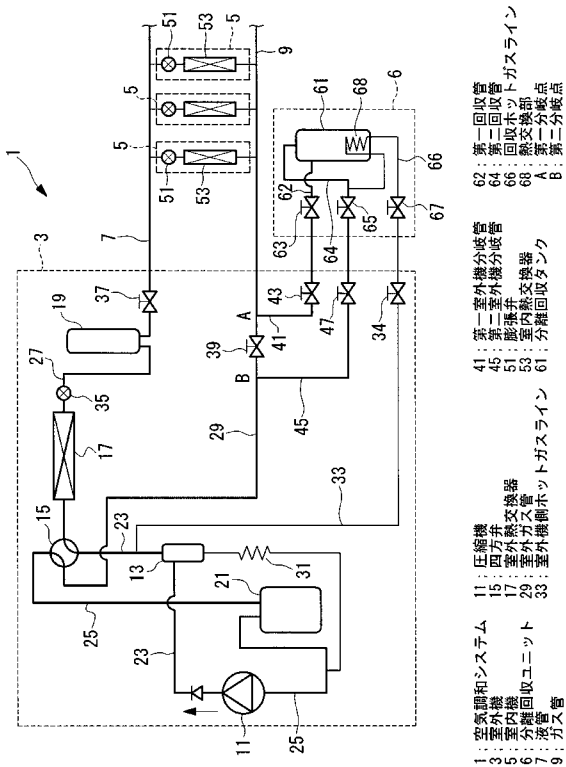 1
3
5
5
5
51
53
51
53
7
9
19
37
27
35
17
15
23
25
23
13
31
21
25
11
33
29
45
39
A
B
41
43
47
34
63
65
67
62
64
66
61
68
6
1；空気調和システム
3；室外機
5；室内機
6；分離回収ユニット
7；液管
9；ガス管
11；圧縮機
15；四方弁
17；室外熱交換器
29；室外ガス管
33；室外機側ホットガスライン
41；第一室外機分岐管
45；第二室外機分岐管
51；膨張弁
53；室内熱交換器
61；分離回収タンク
62；第一回収管
64；第二回収管
66；回収ホットガスライン
68；熱交換部
A；第一分岐点
B；第二分岐点